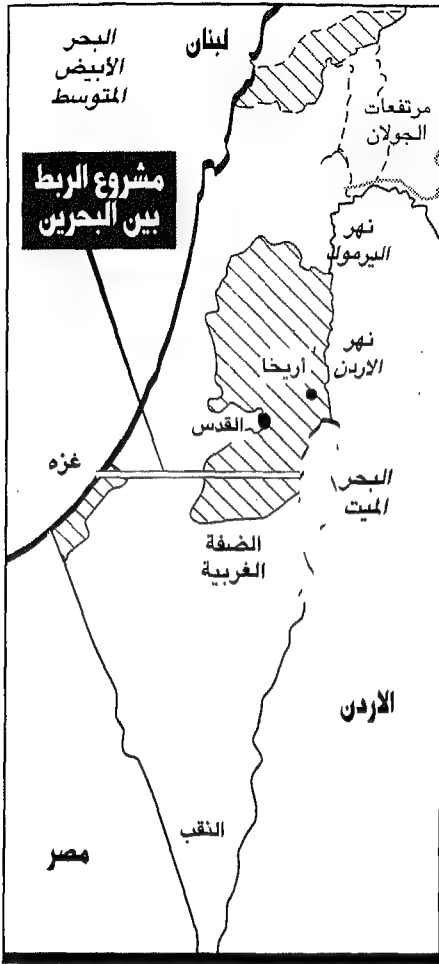 البحر
الأبيض
المتوسط
لبنان
مرتفعات
الجولان
مشروع الربط
بين البحرين
نهر
اليرموك
نهر
الاردن
أريحا
القدس
غزه
البحر
الميت
الضفة
الغربية
الاردن
النقب
مصر